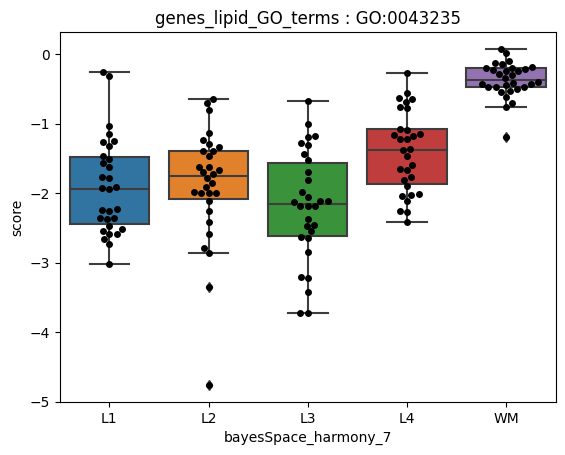 genes_lipid_GO_terms : GO:0043235
0
−1
−2
−3
−4
−5
score
L1 L2 L3 L4 WM
bayesSpace_harmony_7